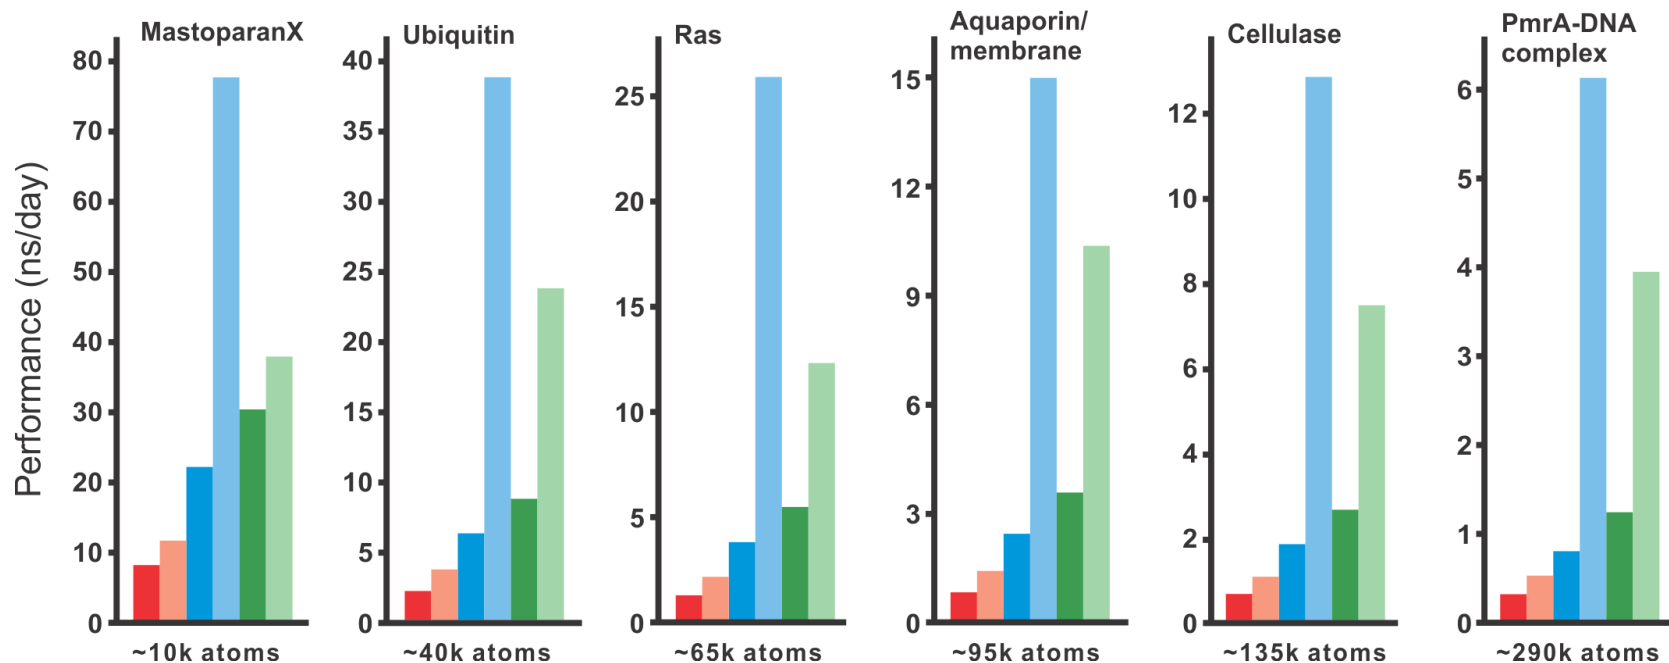 Performance (ns/day)
MastoparanX
80
70
60
50
40
30
20
10
0
~10k atoms
Ubiquitin
40
35
30
25
20
15
10
5
0
~40k atoms
Ras
25
20
15
10
5
0
~65k atoms
Aquaporin/
membrane
15
12
9
6
3
0
~95k atoms
Cellulase
12
10
8
6
4
2
0
~135k atoms
PmrA-DNA
complex
6
5
4
3
2
1
0
~290k atoms